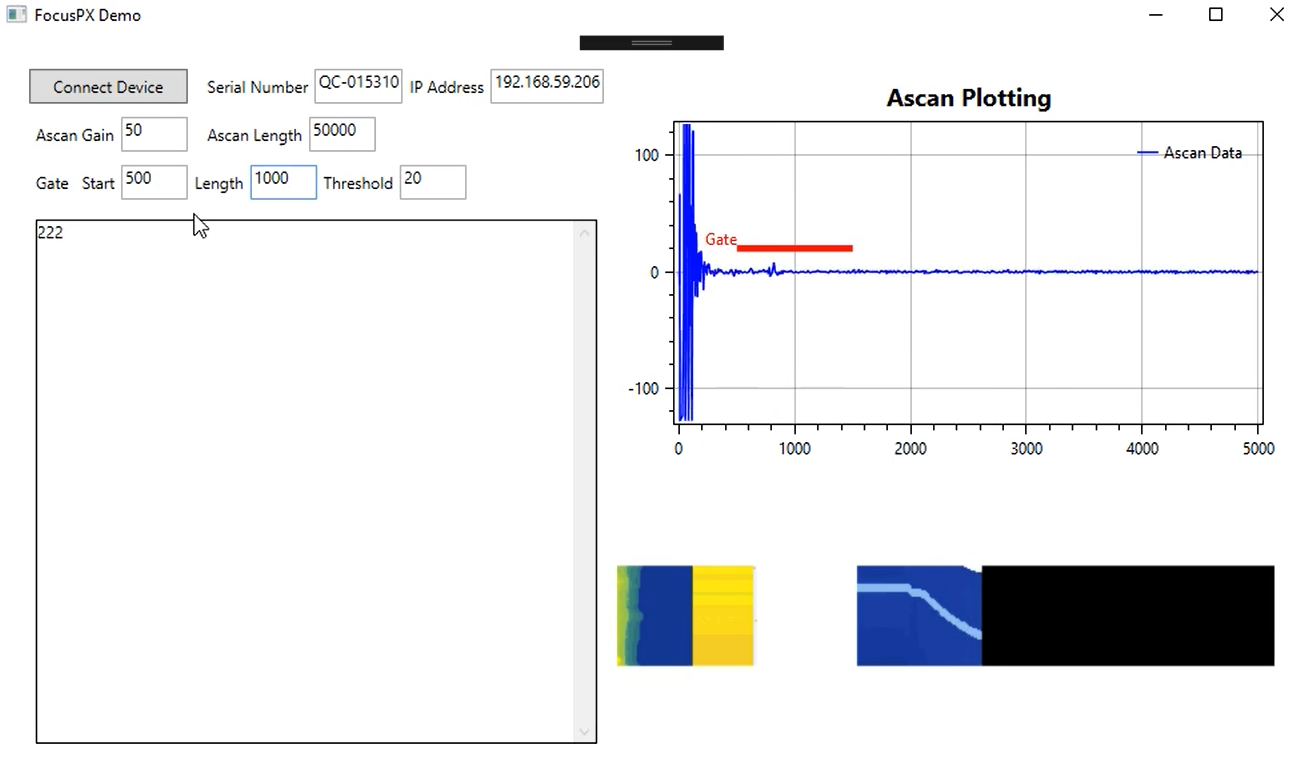 FocusPX Demo
Connect Device Serial Number QC-015310 IP Address 192.168.59.206
Ascan Gain 50 Ascan Length 50000
Gate Start 500 Length 1000 Threshold 20
222
Ascan Plotting
Ascan Data
Gate
100
0
-100
0 1000 2000 3000 4000 5000